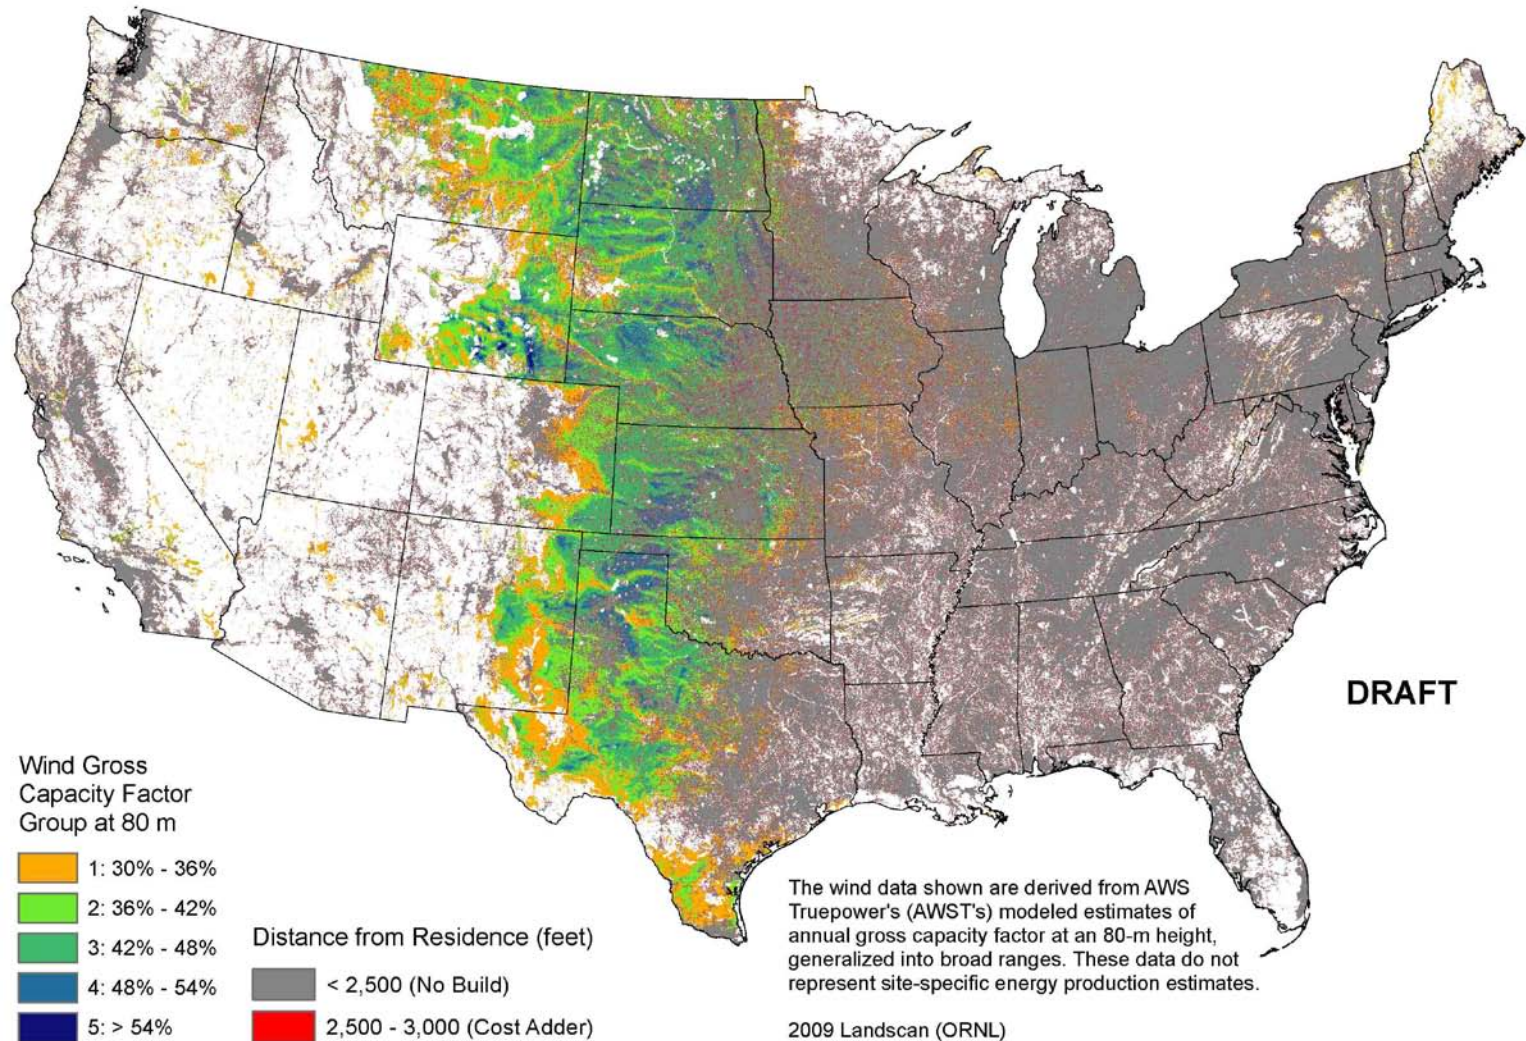 DRAFT
Wind Gross
Capacity Factor
Group at 80 m
1: 30% - 36%
2: 36% - 42%
3: 42% - 48%
4: 48% - 54%
5: > 54%
Distance from Residence (feet)
< 2,500 (No Build)
2,500 - 3,000 (Cost Adder)
The wind data shown are derived from AWS
Truepower's (AWST's) modeled estimates of
annual gross capacity factor at an 80-m height,
generalized into broad ranges. These data do not
represent site-specific energy production estimates.
2009 Landscan (ORNL)